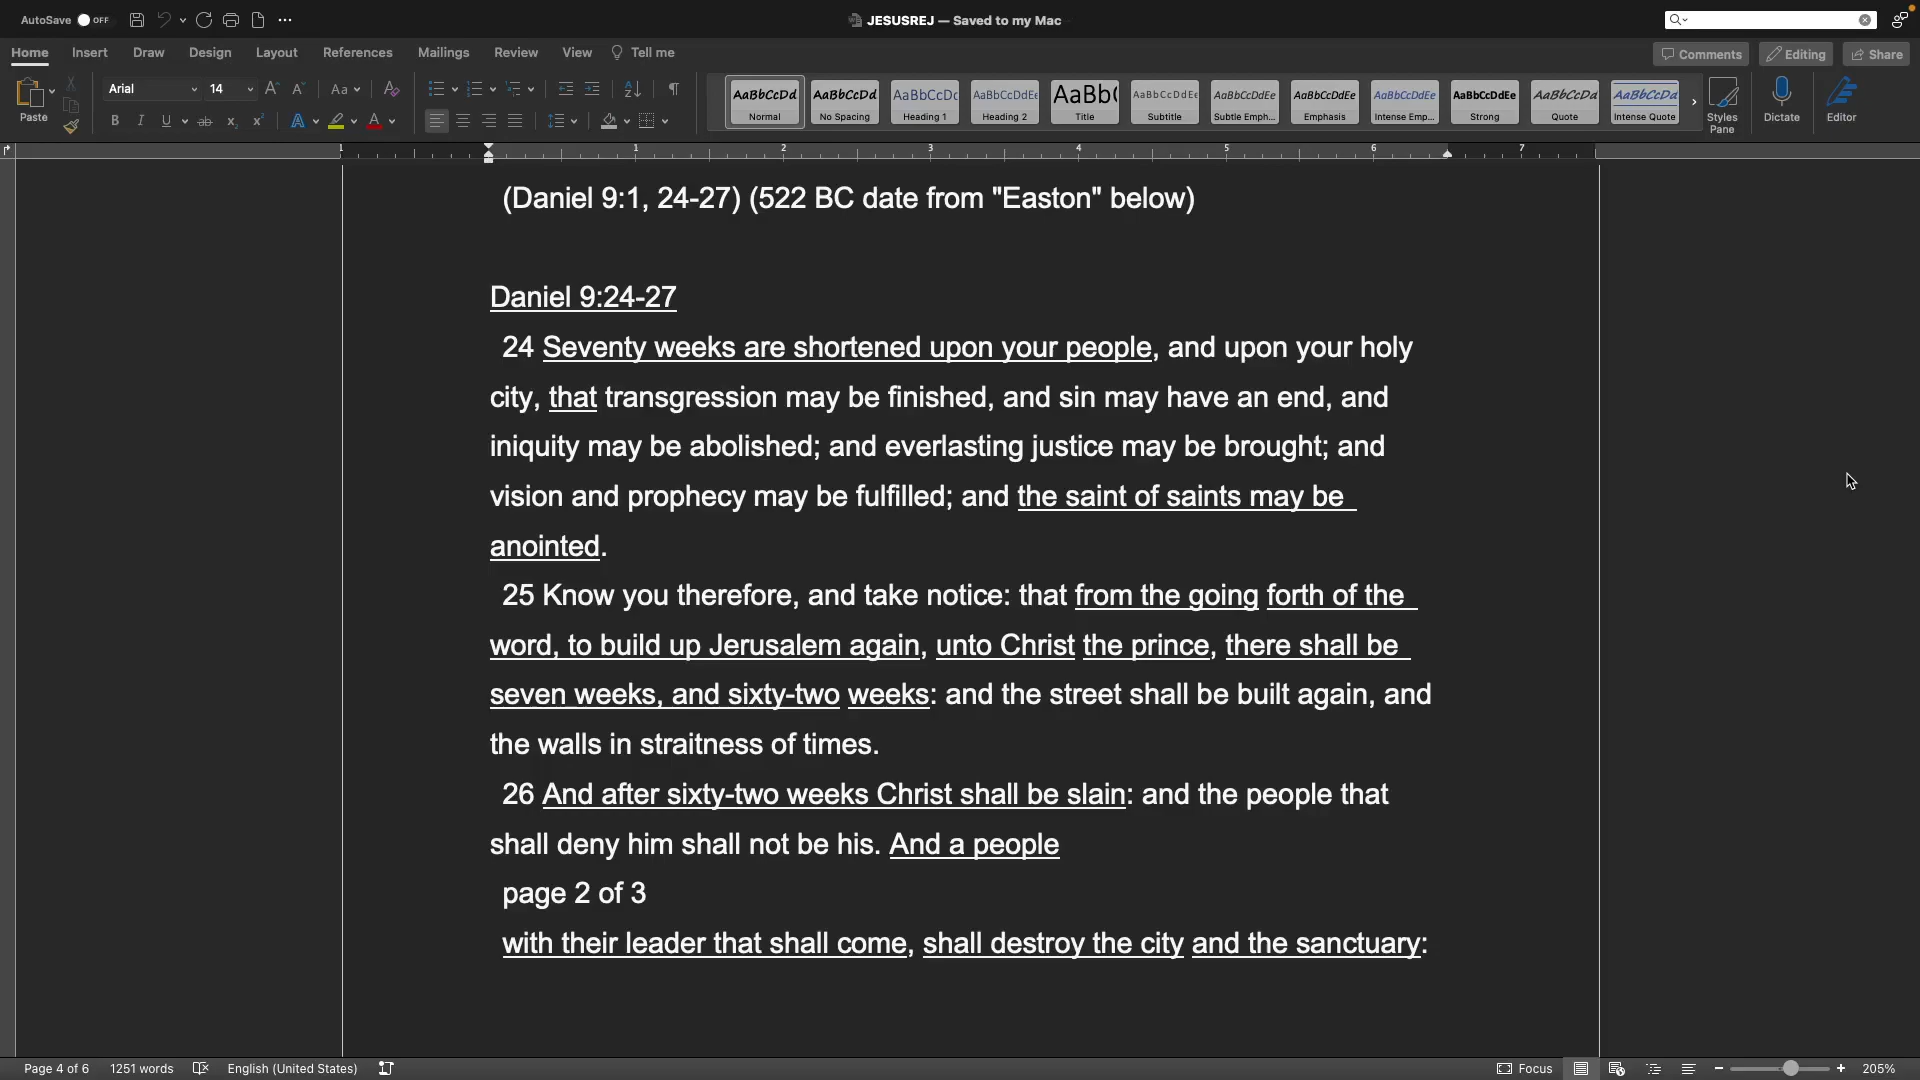 AutoSave OFF
JESUSREJ — Saved to my Mac
Home Insert Draw Design Layout References Mailings Review View Tell me
Comments Editing Share
Paste
Arial 14
Aa
AaBbCcDd Normal
AaBbCcDd No Spacing
AaBbCcDc Heading 1
AaBbCcDdEe Heading 2
AaBb( Title
AaBbCcDdEe Subtitle
AaBbCcDdEe Subtle Emph...
AaBbCcDdEe Emphasis
AaBbCcDdEe Intense Emp...
AaBbCcDdEe Strong
AaBbCcDd Quote
AaBbCcDd Intense Quote
Styles Pane
Dictate
Editor
1 1 2 3 4 5 6 7
(Daniel 9:1, 24-27) (522 BC date from "Easton" below)
Daniel 9:24-27
24 Seventy weeks are shortened upon your people, and upon your holy
city, that transgression may be finished, and sin may have an end, and
iniquity may be abolished; and everlasting justice may be brought; and
vision and prophecy may be fulfilled; and the saint of saints may be
anointed.
25 Know you therefore, and take notice: that from the going forth of the
word, to build up Jerusalem again, unto Christ the prince, there shall be
seven weeks, and sixty-two weeks: and the street shall be built again, and
the walls in straitness of times.
26 And after sixty-two weeks Christ shall be slain: and the people that
shall deny him shall not be his. And a people
page 2 of 3
with their leader that shall come, shall destroy the city and the sanctuary:
Page 4 of 6 1251 words English (United States) Focus 205%